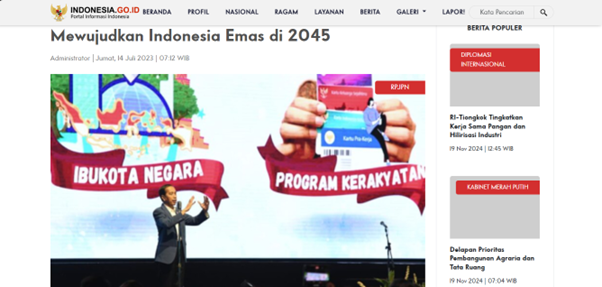 INDONESIA.GO.ID
Portal Informasi Indonesia
BERANDA PROFIL NASIONAL RAGAM LAYANAN BERITA GALERI LAPOR!
Kata Pencarian
Mewujudkan Indonesia Emas di 2045
Administrator | Jumat, 14 Juli 2023 | 07:12 WIB
RPJPN
IBUKOTA NEGARA
PROGRAM KERAKYATAN
BERITA POPULER
DIPLOMASI
INTERNASIONAL
RI-Tiongkok Tingkatkan
Kerja Sama Pangan dan
Hilirisasi Industri
19 Nov 2024 | 12:45 WIB
KABINET MERAH PUTIH
Delapan Prioritas
Pembangunan Agraria dan
Tata Ruang
19 Nov 2024 | 07:04 WIB